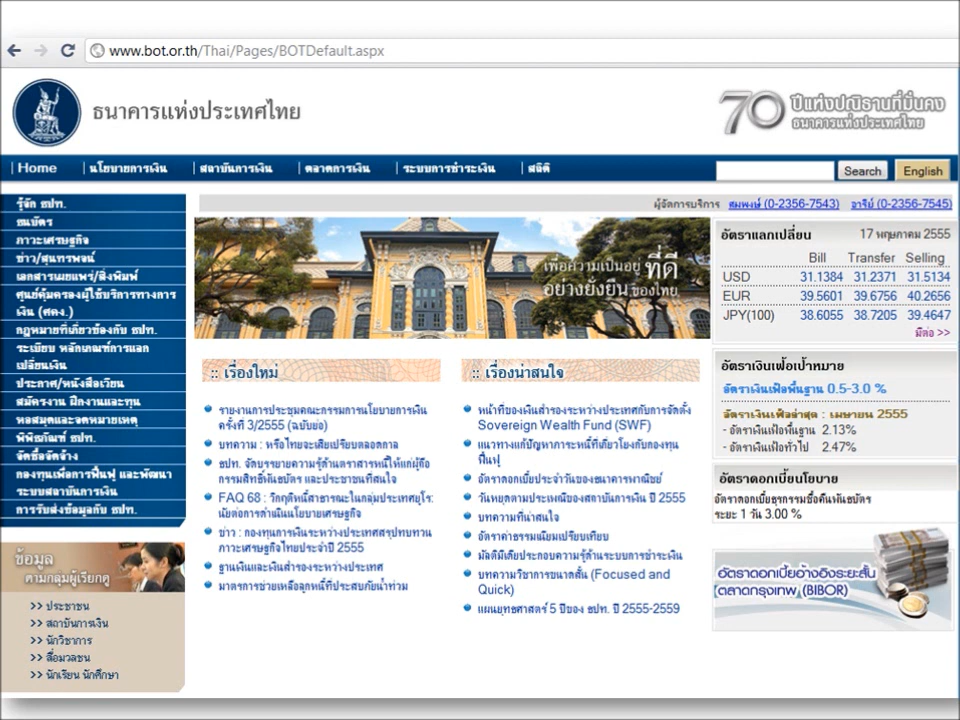 www.bot.or.th/Thai/Pages/BOTDefault.aspx
ธนาคารแห่งประเทศไทย
70 ปีแห่งปณิธานที่มั่นคง
ธนาคารแห่งประเทศไทย
Home นโยบายการเงิน สถาบันการเงิน ตลาดการเงิน ระบบการชำระเงิน สถิติ Search English
รู้จัก ธปท.
ธนบัตร
ภาวะเศรษฐกิจ
ข่าว/สุนทรพจน์
เอกสารเผยแพร่/สิ่งพิมพ์
ศูนย์คุ้มครองผู้ใช้บริการทางการ
เงิน (ศคง.)
กฎหมายที่เกี่ยวข้องกับ ธปท.
ระเบียบ หลักเกณฑ์การแลก
เปลี่ยนเงิน
ประกาศ/หนังสือเวียน
สมัครงาน ฝึกงานและทุน
หอสมุดและจดหมายเหตุ
พิพิธภัณฑ์ ธปท.
จัดซื้อจัดจ้าง
กองทุนเพื่อการฟื้นฟู และพัฒนา
ระบบสถาบันการเงิน
การรับส่งข้อมูลกับ ธปท.
ข้อมูล
ตามกลุ่มผู้เรียกดู
>> ประชาชน
>> สถาบันการเงิน
>> นักวิชาการ
>> สื่อมวลชน
>> นักเรียน นักศึกษา
ผู้จัดการบริการ สมพงษ์ (0-2356-7543) อารีย์ (0-2356-7545)
เพื่อความเป็นอยู่ ที่ดี
อย่างยั่งยืน ของไทย
:: เรื่องใหม่
รายงานการประชุมคณะกรรมการนโยบายการเงิน
ครั้งที่ 3/2555 (ฉบับย่อ)
บทความ : หรือไทยจะเสียเปรียบตลอดกาล
ธปท. จัดบรรยายความรู้ด้านตราสารหนี้ให้แก่ผู้ถือ
กรรมสิทธิ์พันธบัตร และประชาชนที่สนใจ
FAQ 68 : วิกฤติหนี้สาธารณะในกลุ่มประเทศยูโร:
นัยต่อการดำเนินนโยบายเศรษฐกิจ
ข่าว : กองทุนการเงินระหว่างประเทศสรุปทบทวน
ภาวะเศรษฐกิจไทยประจำปี 2555
ฐานเงินและเงินสำรองระหว่างประเทศ
มาตรการช่วยเหลือลูกหนี้ที่ประสบภัยน้ำท่วม
:: เรื่องน่าสนใจ
หน้าที่ของเงินสำรองระหว่างประเทศกับการจัดตั้ง
Sovereign Wealth Fund (SWF)
แนวทางแก้ปัญหาภาระหนี้ที่เกี่ยวโยงกับกองทุน
ฟื้นฟู
อัตราดอกเบี้ยประจำวันของธนาคารพาณิชย์
วันหยุดตามประเพณีของสถาบันการเงิน ปี 2555
บทความที่น่าสนใจ
อัตราค่าธรรมเนียมเปรียบเทียบ
มัลติมีเดียประกอบความรู้ด้านระบบการชำระเงิน
บทความวิชาการขนาดสั้น (Focused and
Quick)
แผนยุทธศาสตร์ 5 ปีของ ธปท. ปี 2555-2559
อัตราแลกเปลี่ยน 17 พฤษภาคม 2555
Bill Transfer Selling
USD 31.1384 31.2371 31.5134
EUR 39.5601 39.6756 40.2656
JPY(100) 38.6055 38.7205 39.4647
มีต่อ >>
อัตราเงินเฟ้อเป้าหมาย
อัตราเงินเฟ้อพื้นฐาน 0.5-3.0 %
อัตราเงินเฟ้อล่าสุด : เมษายน 2555
- อัตราเงินเฟ้อพื้นฐาน 2.13%
- อัตราเงินเฟ้อทั่วไป 2.47%
อัตราดอกเบี้ยนโยบาย
อัตราดอกเบี้ยธุรกรรมซื้อคืนพันธบัตร
ระยะ 1 วัน 3.00 %
อัตราดอกเบี้ยอ้างอิงระยะสั้น
ตลาดกรุงเทพ (BIBOR)